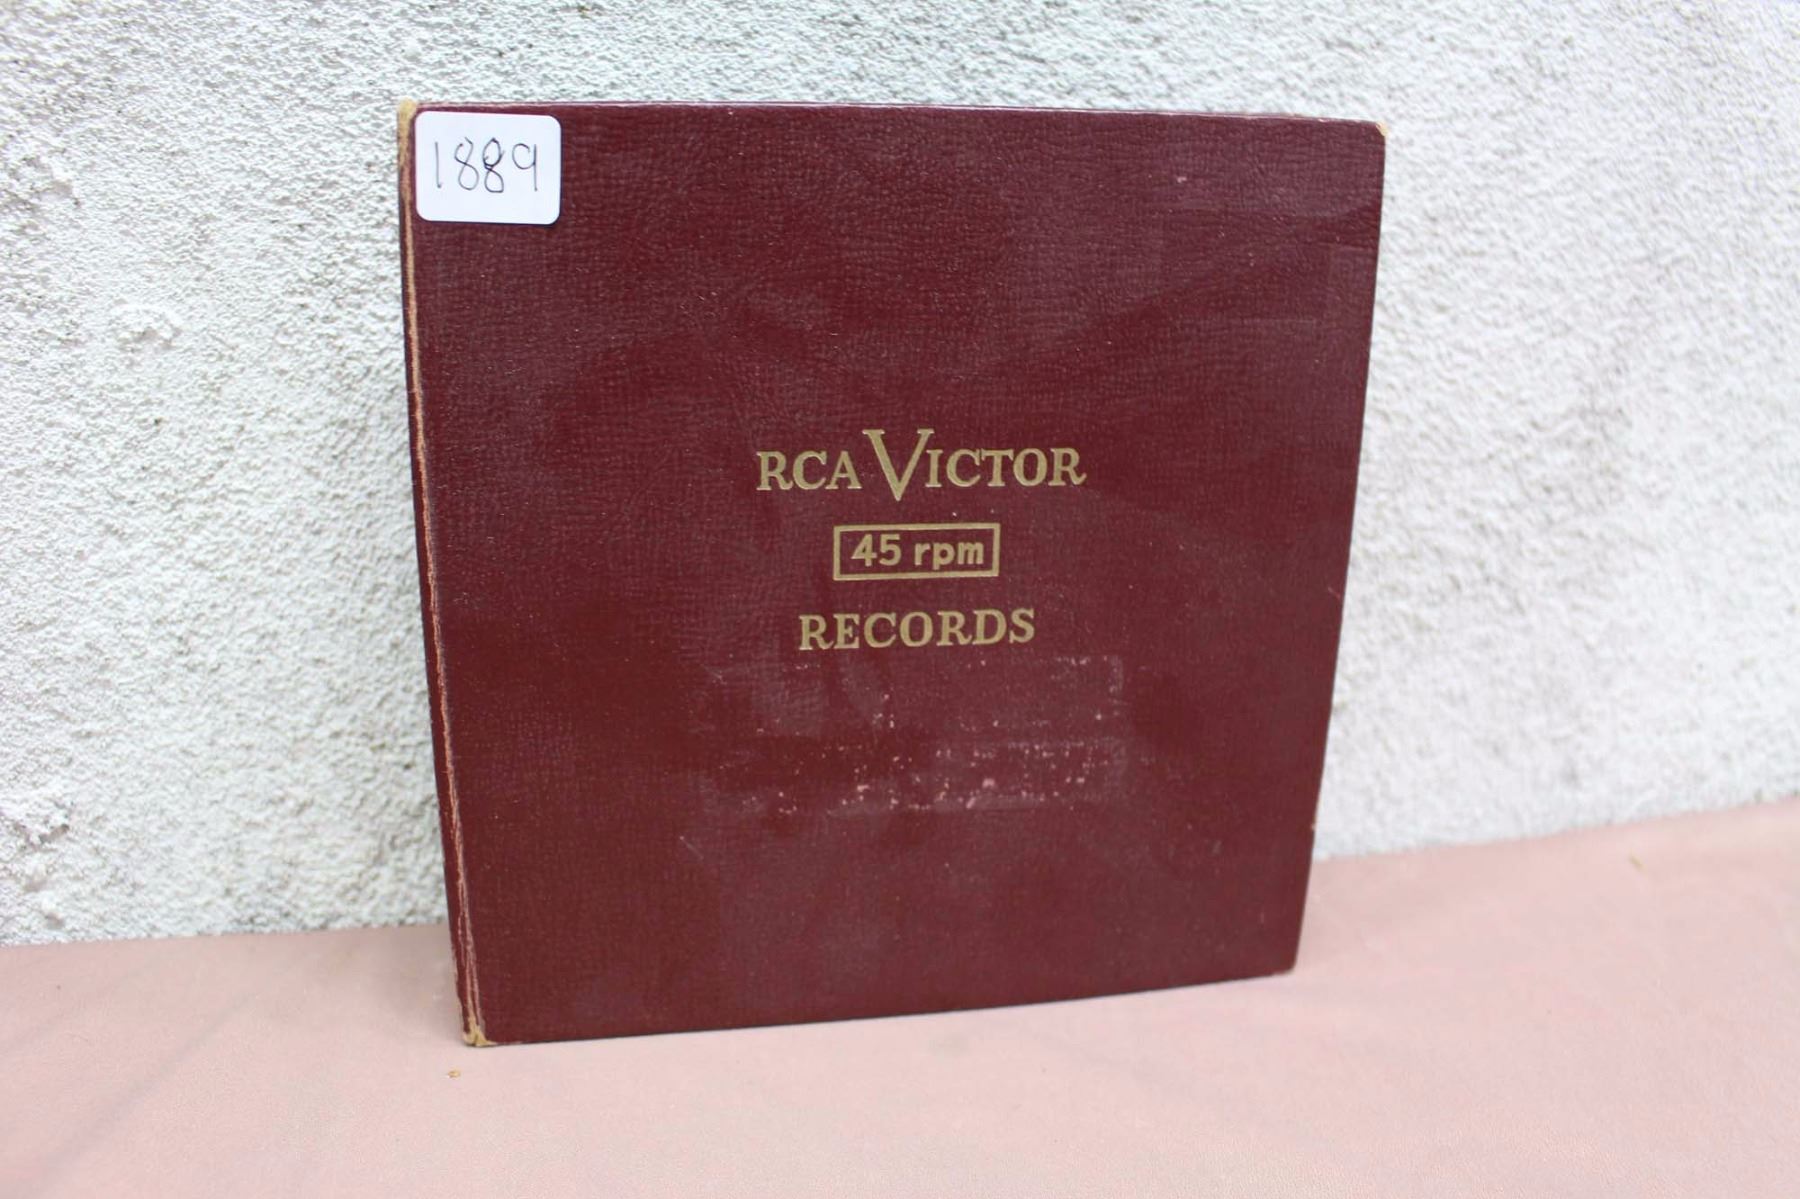 1889
RCA VICTOR
45 rpm
RECORDS